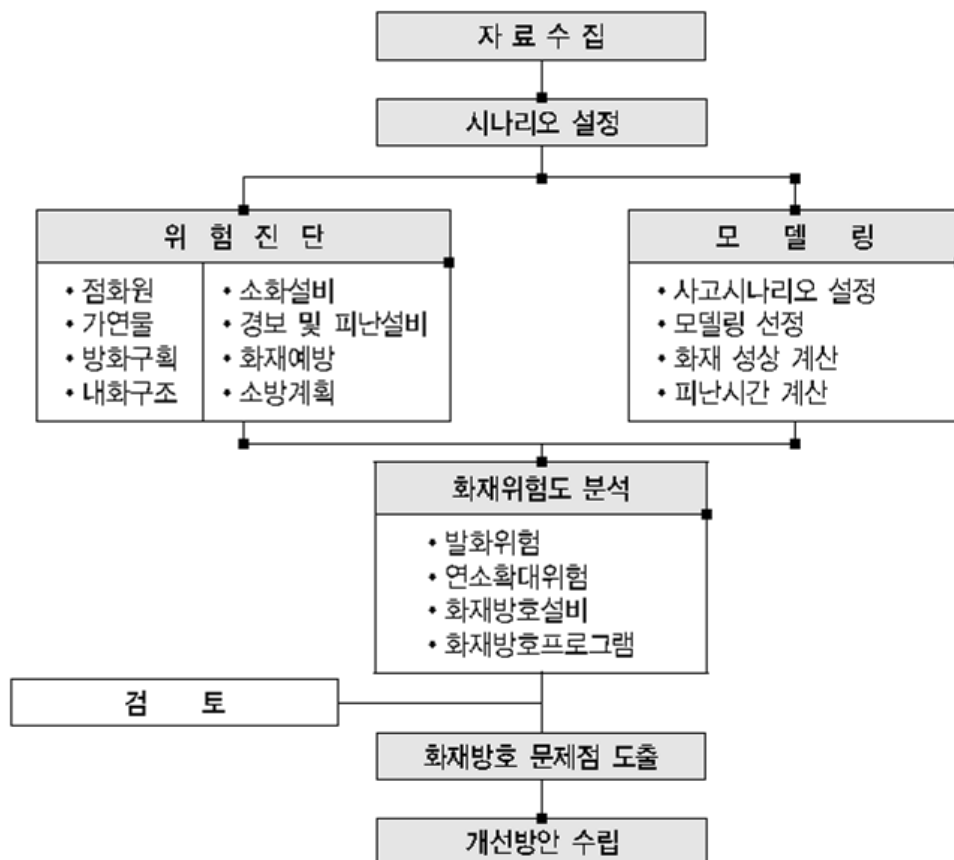 자 료 수 집
시나리오 설정
위 험 진 단
• 점화원
• 가연물
• 방화구획
• 내화구조
• 소화설비
• 경보 및 피난설비
• 화재예방
• 소방계획
모 델 링
• 사고시나리오 설정
• 모델링 선정
• 화재 성상 계산
• 피난시간 계산
화재위험도 분석
• 발화위험
• 연소확대위험
• 화재방호설비
• 화재방호프로그램
검 토
화재방호 문제점 도출
개선방안 수립